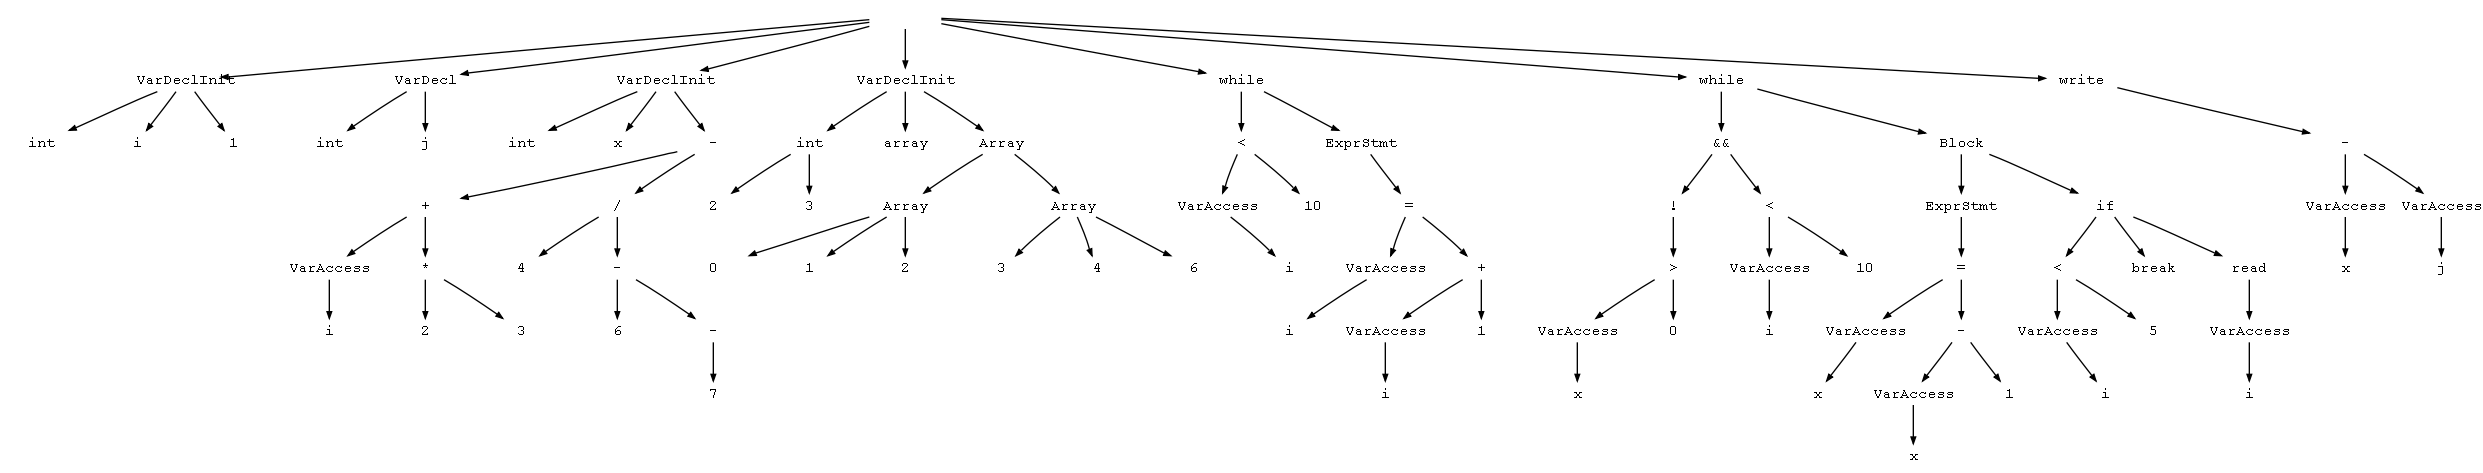 VarDeclInit VarDecl VarDeclInit VarDeclInit while while write
int i 1 int j int x - int array Array < ExprStmt && Block -
+ / 2 3 Array Array VarAccess 10 = ! < ExprStmt if VarAccess VarAccess
VarAccess * 4 - 0 1 2 3 4 6 i VarAccess + > VarAccess 10 = < break read x j
i 2 3 6 - i VarAccess 1 VarAccess 0 i VarAccess - VarAccess 5 VarAccess
7 i x x VarAccess 1 i i
x